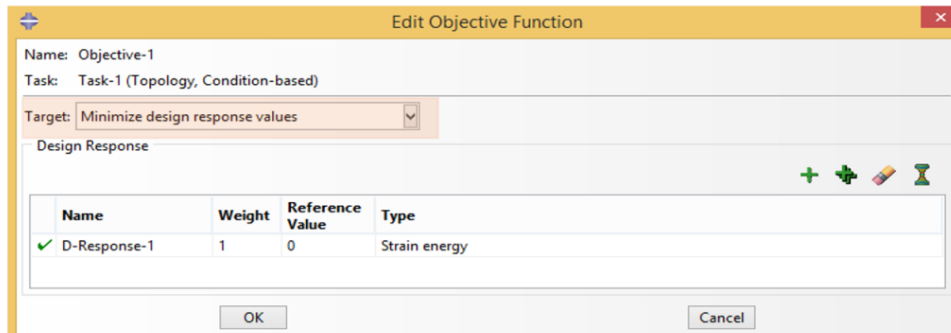 Edit Objective Function
Name: Objective-1
Task: Task-1 (Topology, Condition-based)
Target: Minimize design response values
Design Response
Name Weight Reference Value Type
D-Response-1 1 0 Strain energy
OK Cancel